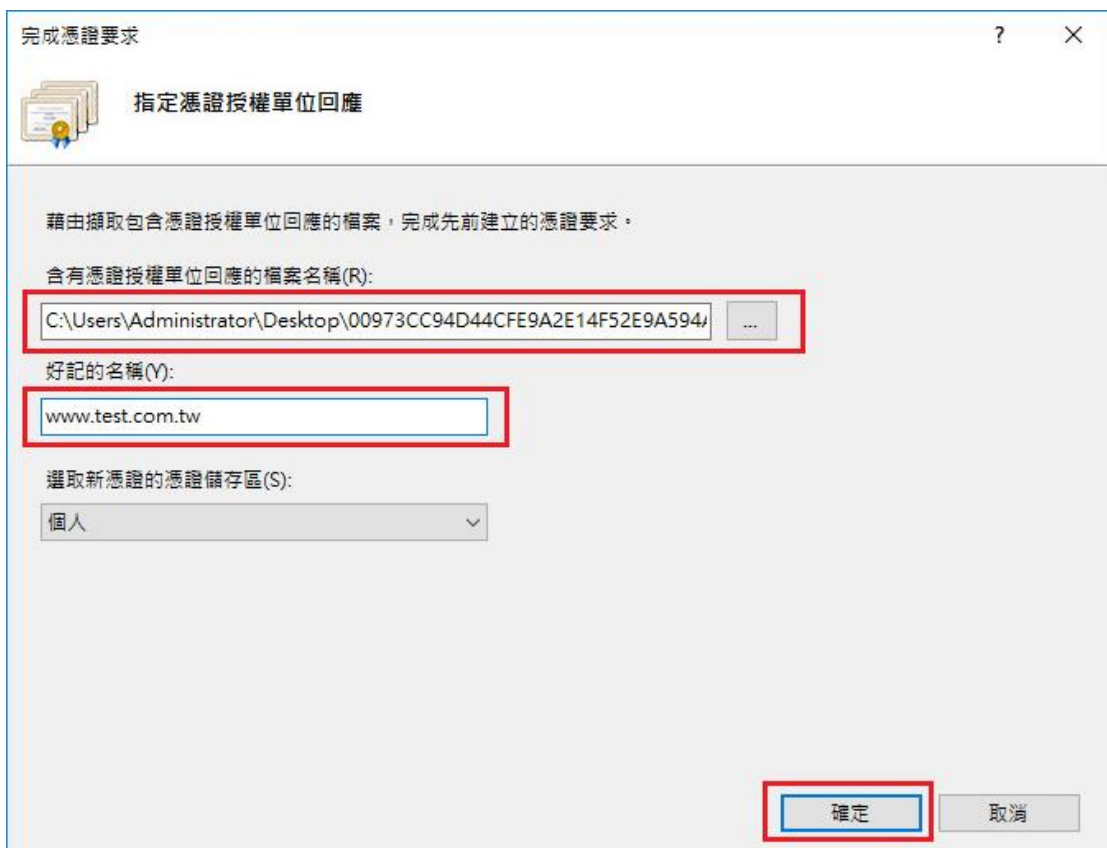 完成憑證要求
?
指定憑證授權單位回應
藉由擷取包含憑證授權單位回應的檔案，完成先前建立的憑證要求。
含有憑證授權單位回應的檔案名稱(R):
C:\Users\Administrator\Desktop\00973CC94D44CFE9A2E14F52E9A594
...
好記的名稱(Y):
www.test.com.tw
選取新憑證的憑證儲存區(S):
個人
確定
取消